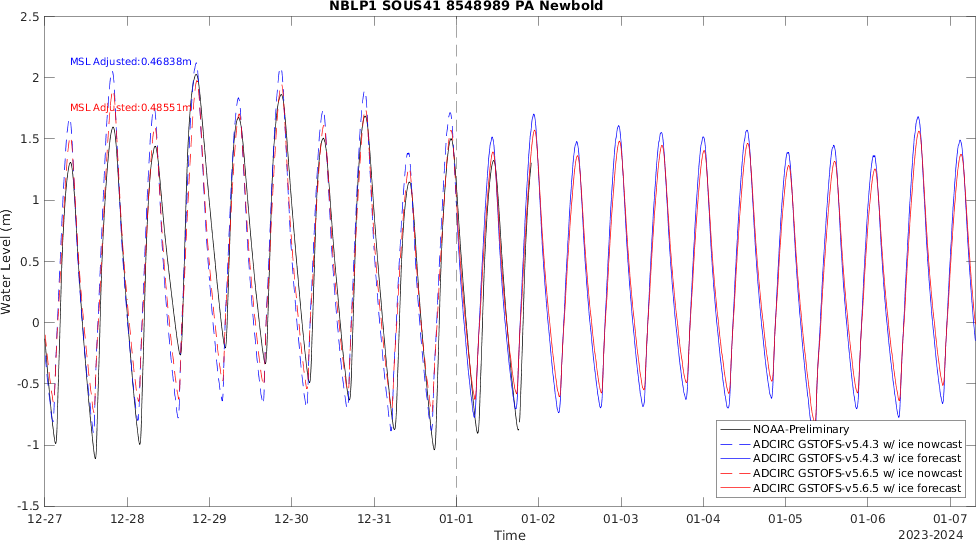 NBLP1 SOUS41 8548989 PA Newbold
2.5
2
1.5
1
0.5
0
-0.5
-1
-1.5
Water Level (m)
MSL Adjusted:0.46838m
MSL Adjusted:0.48551m
NOAA-Preliminary
ADCIRC GSTOFS-v5.4.3 w/ ice nowcast
ADCIRC GSTOFS-v5.4.3 w/ ice forecast
ADCIRC GSTOFS-v5.6.5 w/ ice nowcast
ADCIRC GSTOFS-v5.6.5 w/ ice forecast
12-27 12-28 12-29 12-30 12-31 01-01 01-02 01-03 01-04 01-05 01-06 01-07
Time
2023-2024